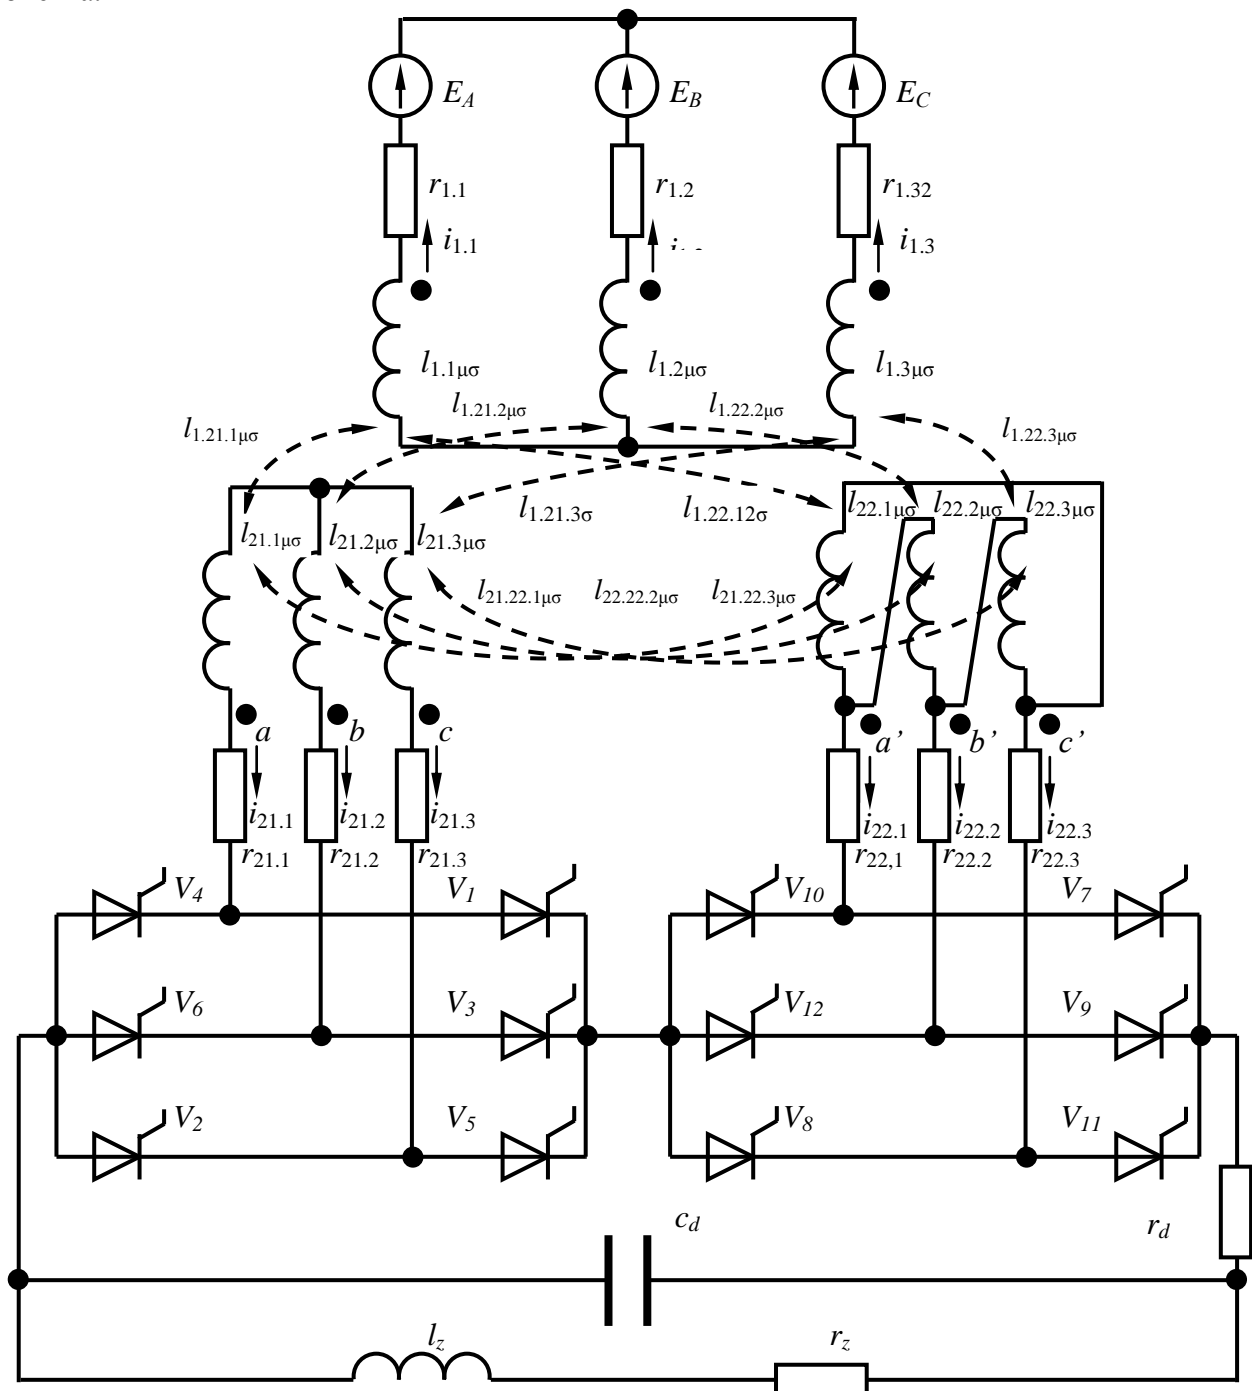 E_A E_B E_C
r_1.1 r_1.2 r_1.32
i_1.1 i_1.3
l_1.1μσ l_1.2μσ l_1.3μσ
l_1.21.1μσ l_1.21.2μσ l_1.22.2μσ l_1.22.3μσ
l_1.21.3σ l_1.22.12σ
l_21.1μσ l_21.2μσ l_21.3μσ l_22.1μσ l_22.2μσ l_22.3μσ
l_21.22.1μσ l_22.22.2μσ l_21.22.3μσ
a b c a’ b’ c’
i_21.1 i_21.2 i_21.3 i_22.1 i_22.2 i_22.3
r_21.1 r_21.2 r_21.3 r_22,1 r_22.2 r_22.3
V_4 V_1 V_10 V_7
V_6 V_3 V_12 V_9
V_2 V_5 V_8 V_11
c_d r_d
l_z r_z